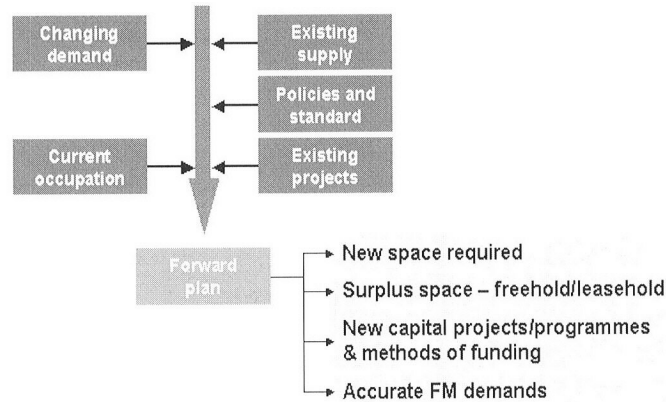 Changing
demand
Existing
supply
Policies and
standard
Current
occupation
Existing
projects
Forward
plan
New space required
Surplus space – freehold/leasehold
New capital projects/programmes
& methods of funding
Accurate FM demands